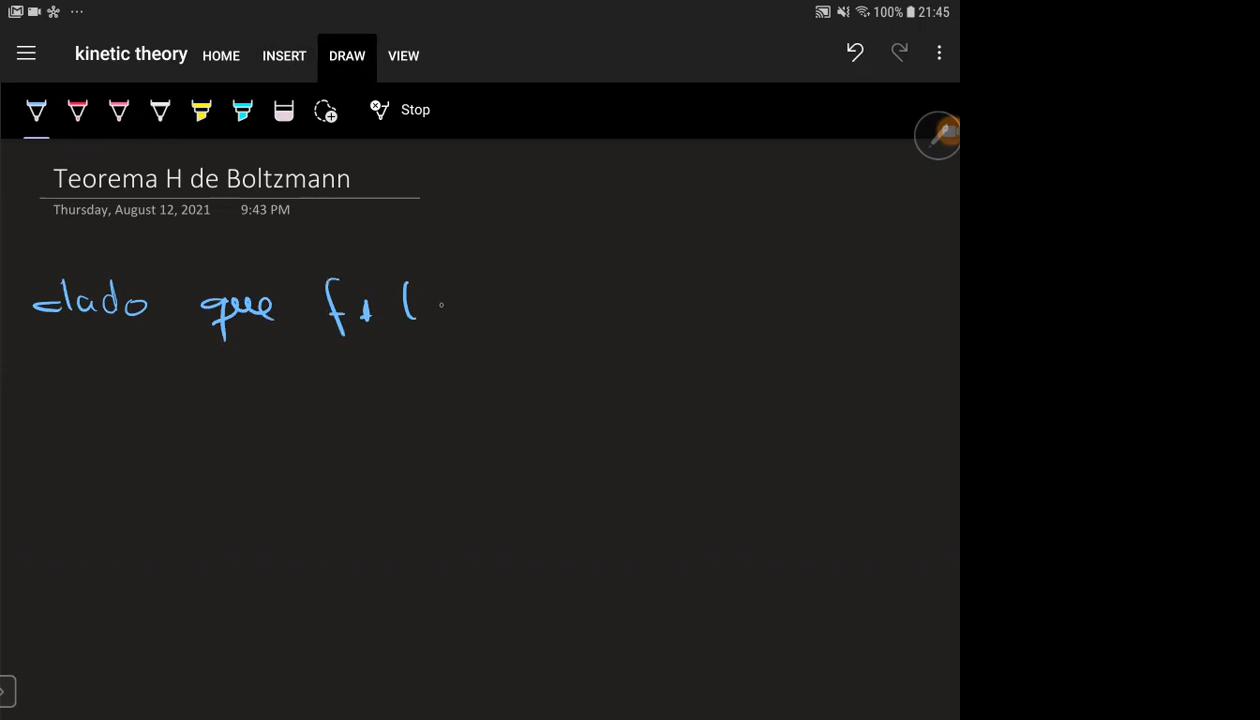 100% 21:45
kinetic theory HOME INSERT DRAW VIEW
Stop
Teorema H de Boltzmann
Thursday, August 12, 2021 9:43 PM
dado que f (